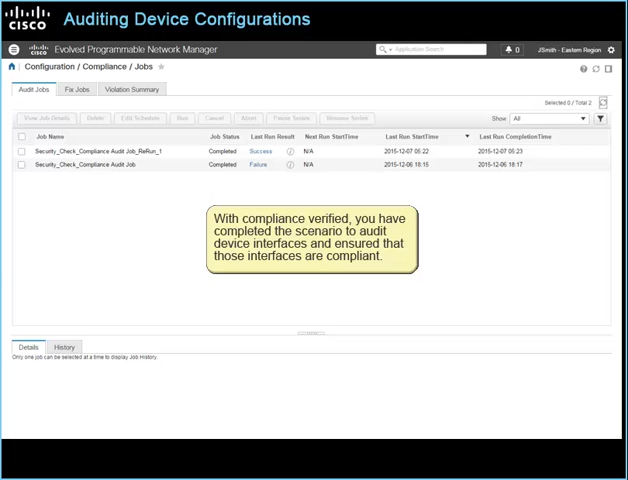 CISCO
Auditing Device Configurations
CISCO Evolved Programmable Network Manager
Application Search
0
JSmith - Eastern Region
Configuration / Compliance / Jobs
Audit Jobs Fix Jobs Violation Summary
Selected 0 / Total 2
View Job Details Delete Edit Schedule Run Cancel Abort Pause Series Resume Series Show All
Job Name Job Status Last Run Result Next Run StartTime Last Run StartTime Last Run CompletionTime
Security_Check_Compliance Audit Job_ReRun_1 Completed Success N/A 2015-12-07 05:22 2015-12-07 05:23
Security_Check_Compliance Audit Job Completed Failure N/A 2015-12-06 18:15 2015-12-06 18:17
With compliance verified, you have
completed the scenario to audit
device interfaces and ensured that
those interfaces are compliant.
Details History
Only one job can be selected at a time to display Job History.